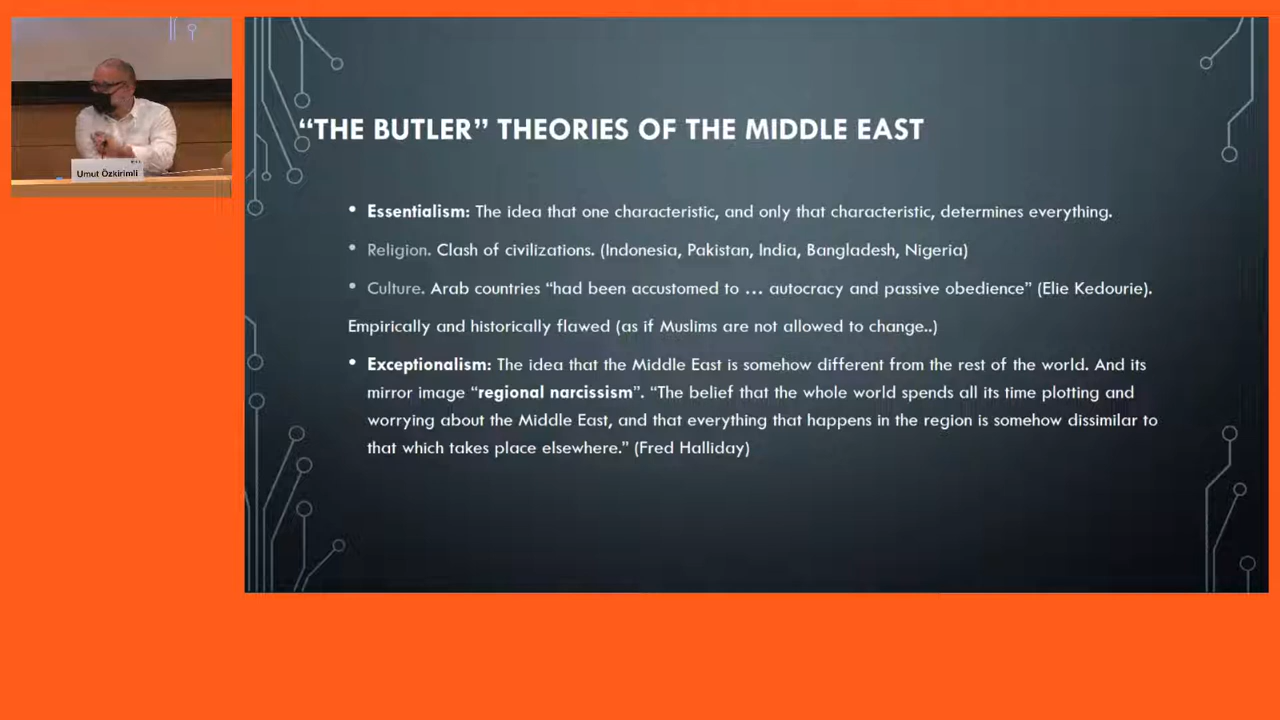 “THE BUTLER” THEORIES OF THE MIDDLE EAST
• Essentialism: The idea that one characteristic, and only that characteristic, determines everything.
• Religion. Clash of civilizations. (Indonesia, Pakistan, India, Bangladesh, Nigeria)
• Culture. Arab countries “had been accustomed to … autocracy and passive obedience” (Elie Kedourie).
Empirically and historically flawed (as if Muslims are not allowed to change..)
• Exceptionalism: The idea that the Middle East is somehow different from the rest of the world. And its
mirror image “regional narcissism”. “The belief that the whole world spends all its time plotting and
worrying about the Middle East, and that everything that happens in the region is somehow dissimilar to
that which takes place elsewhere.” (Fred Halliday)
Umut Özkirimli